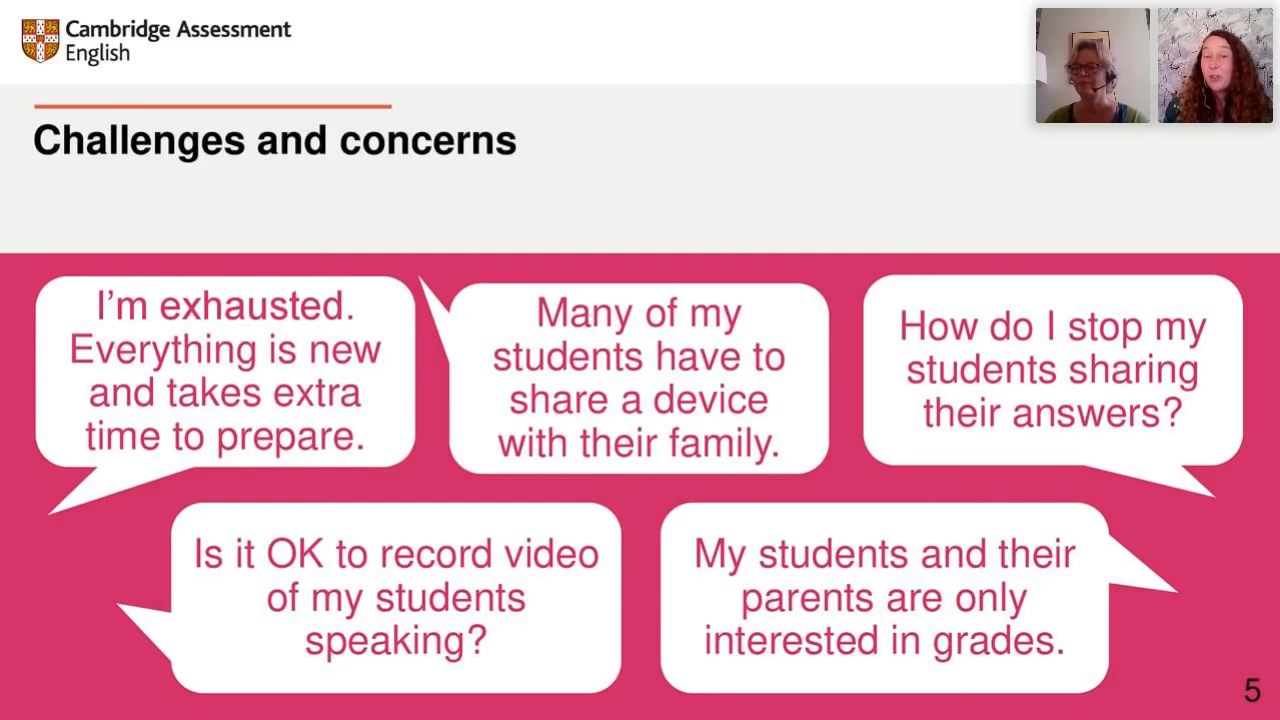 Cambridge Assessment
English
Challenges and concerns
I'm exhausted.
Everything is new
and takes extra
time to prepare.
Many of my
students have to
share a device
with their family.
How do I stop my
students sharing
their answers?
Is it OK to record video
of my students
speaking?
My students and their
parents are only
interested in grades.
5